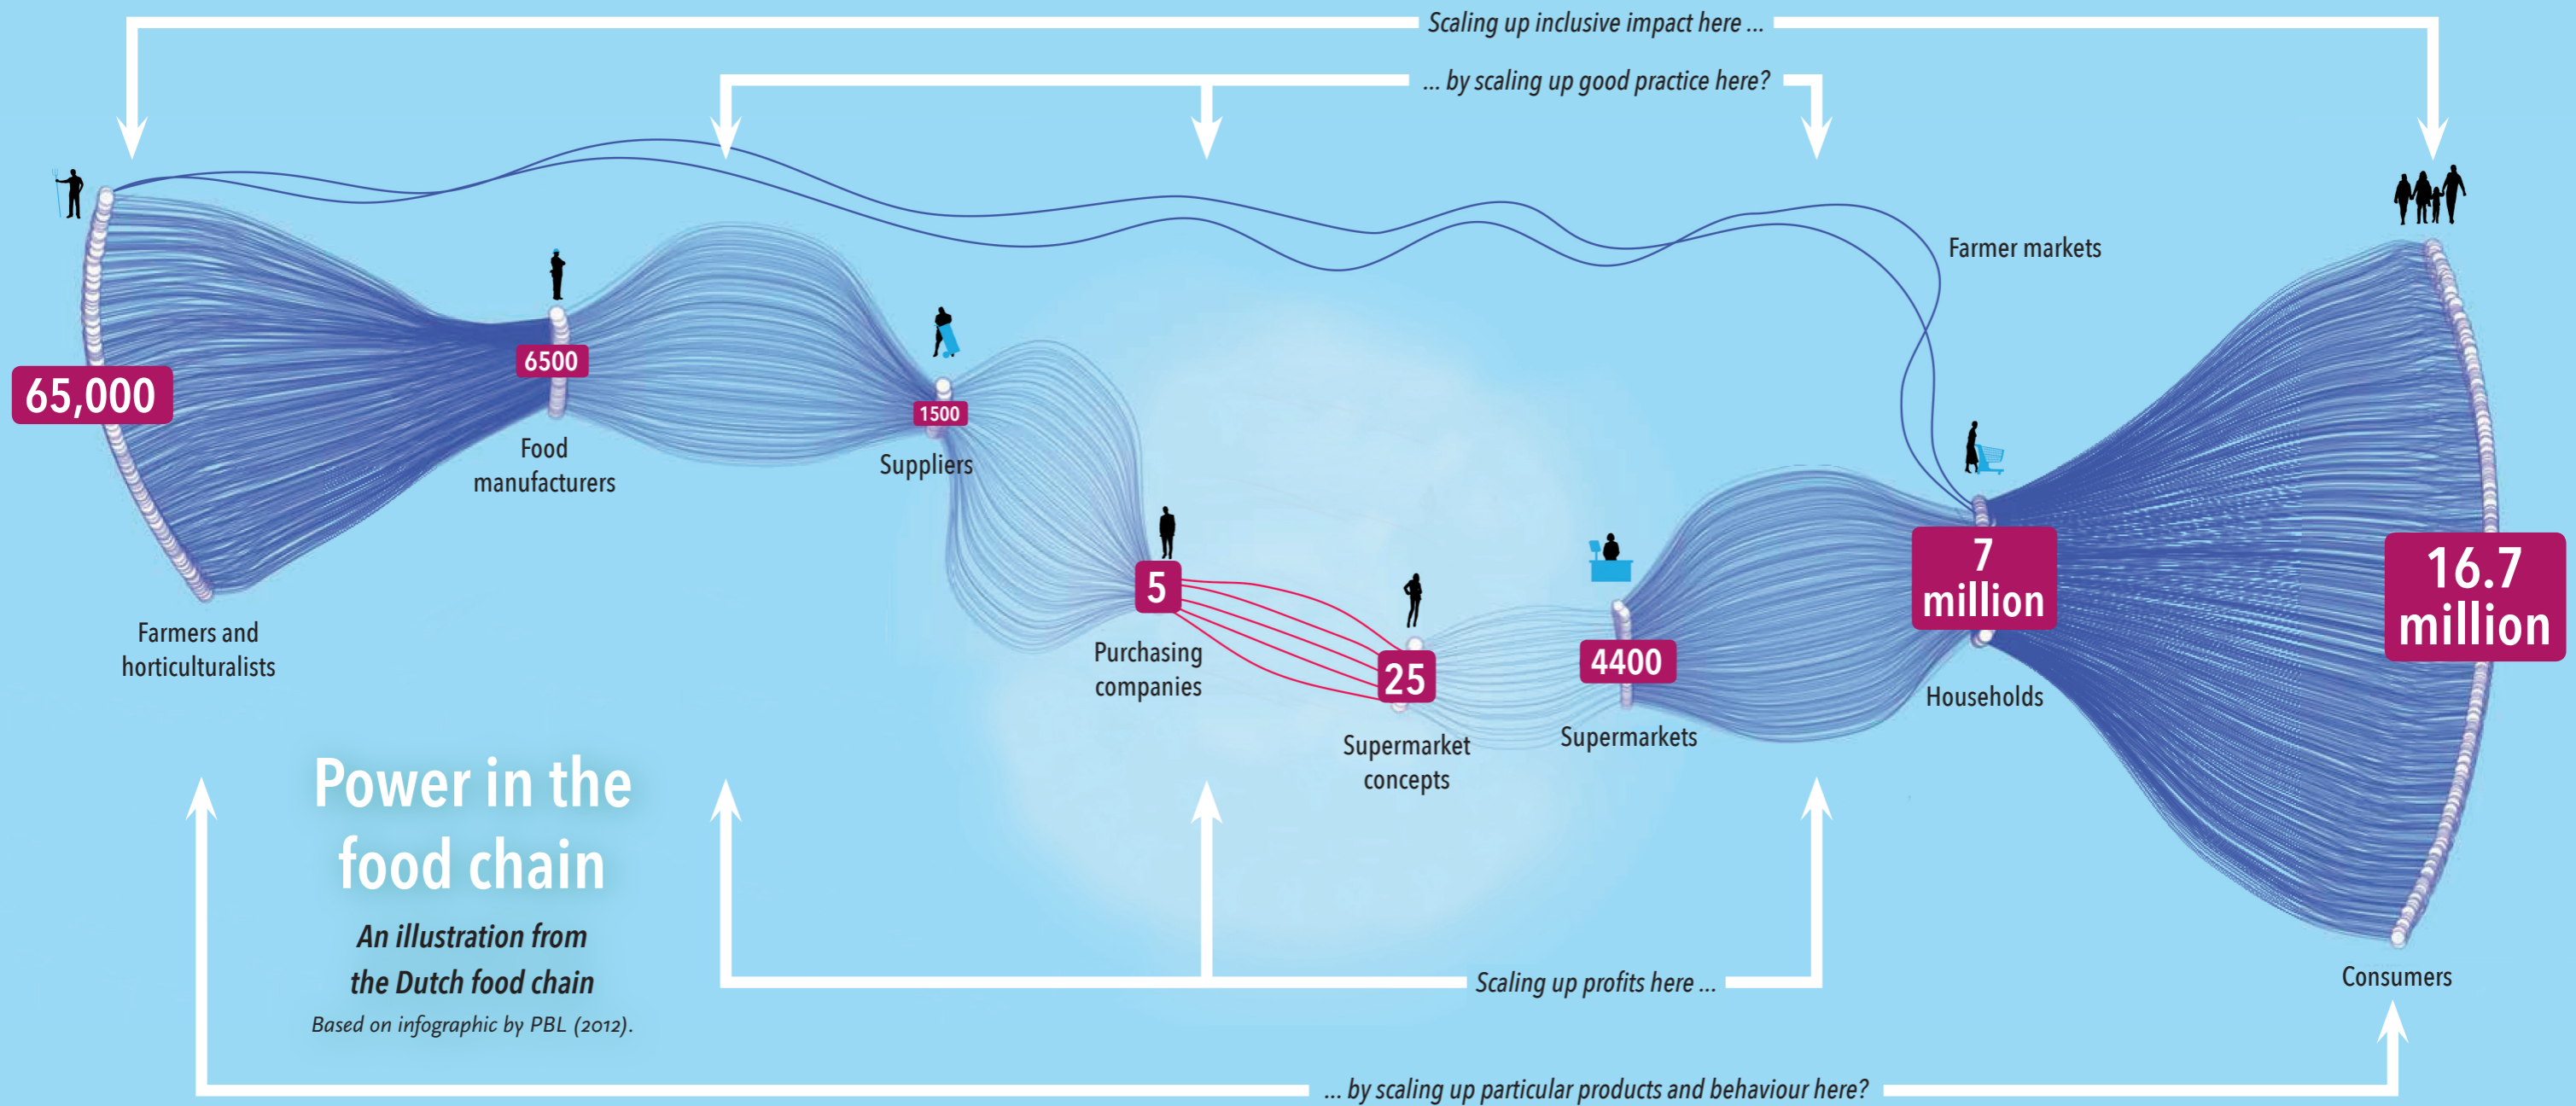 Scaling up inclusive impact here ...
... by scaling up good practice here?
Farmer markets
65,000
Farmers and
horticulturalists
6500
Food
manufacturers
1500
Suppliers
5
Purchasing
companies
25
Supermarket
concepts
4400
Supermarkets
7
million
Households
16.7
million
Consumers
Power in the
food chain
An illustration from
the Dutch food chain
Based on infographic by PBL (2012).
Scaling up profits here ...
... by scaling up particular products and behaviour here?